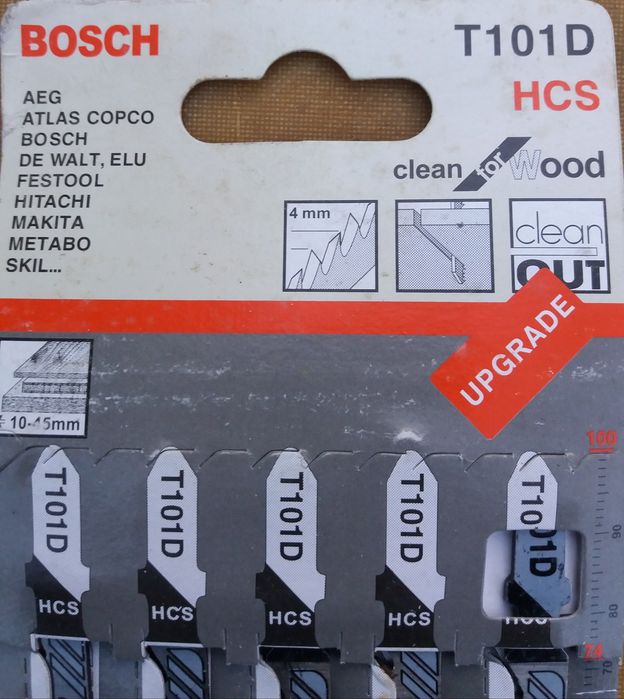 BOSCH
T101D
HCS
AEG
ATLAS COPCO
BOSCH
DE WALT, ELU
FESTOOL
HITACHI
MAKITA
METABO
SKIL...
clean for Wood
4 mm
clean
OUT
UPGRADE
10-45mm
100
90
80
74
70
T101D
T101D
T101D
T101D
T101D
HCS
HCS
HCS
HCS
HCS